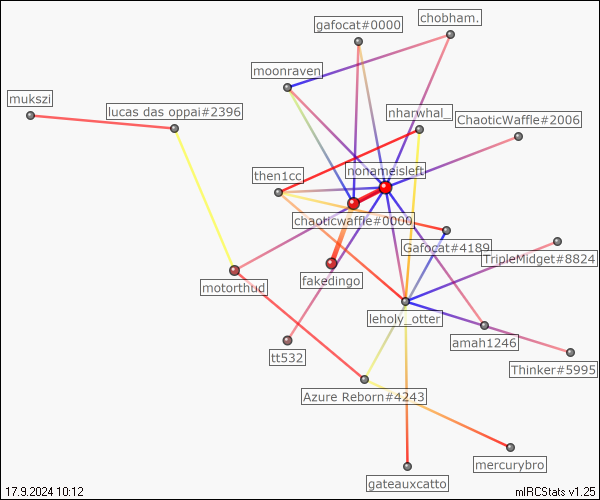 gafocat#0000
chobham.
moonraven
mukszi
lucas das oppai#2396
nharwhal_
ChaoticWaffle#2006
then1cc
nonameisleft
chaoticwaffle#0000
Gafocat#4189
TripleMidget#8824
fakedingo
motorthud
leholy_otter
amah1246
tt532
Thinker#5995
Azure Reborn#4243
mercurybro
gateauxcatto
17.9.2024 10:12
mIRCStats v1.25